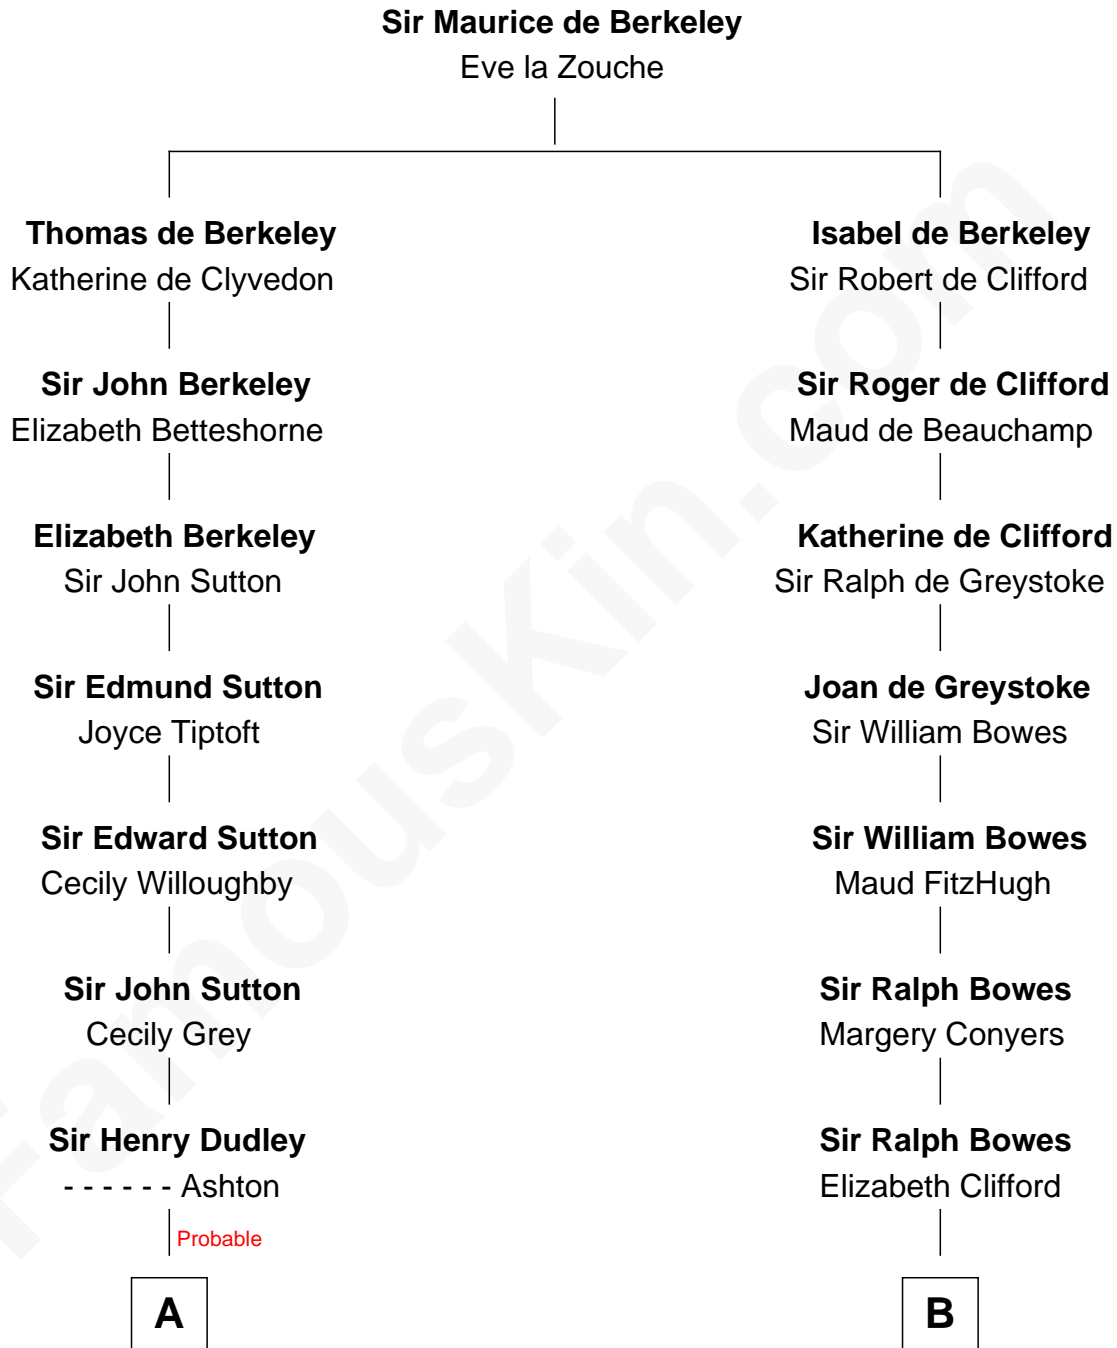 Sir Maurice de Berkeley
Eve la Zouche
Thomas de Berkeley
Katherine de Clyvedon
Sir John Berkeley
Elizabeth Betteshorne
Elizabeth Berkeley
Sir John Sutton
Sir Edmund Sutton
Joyce Tiptoft
Sir Edward Sutton
Cecily Willoughby
Sir John Sutton
Cecily Grey
Sir Henry Dudley
- - - - - - Ashton
Probable
A
Isabel de Berkeley
Sir Robert de Clifford
Sir Roger de Clifford
Maud de Beauchamp
Katherine de Clifford
Sir Ralph de Greystoke
Joan de Greystoke
Sir William Bowes
Sir William Bowes
Maud FitzHugh
Sir Ralph Bowes
Margery Conyers
Sir Ralph Bowes
Elizabeth Clifford
B
FamousKin.com